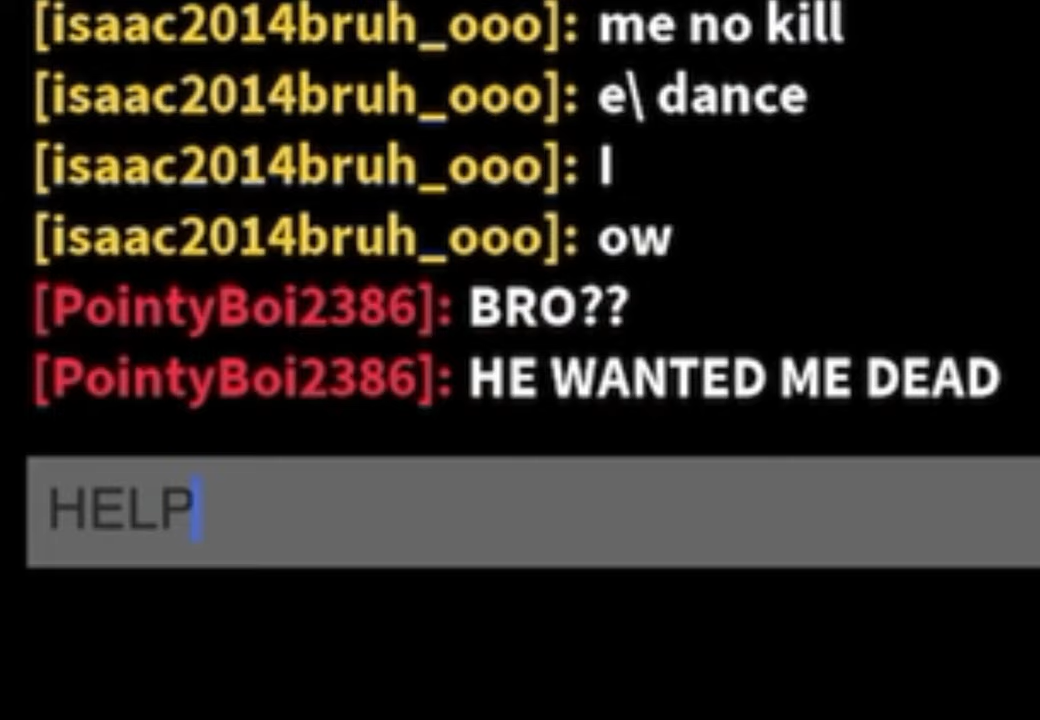 [isaac2014bruh_ooo]: me no kill
[isaac2014bruh_ooo]: e\ dance
[isaac2014bruh_ooo]: I
[isaac2014bruh_ooo]: ow
[PointyBoi2386]: BRO??
[PointyBoi2386]: HE WANTED ME DEAD
HELP